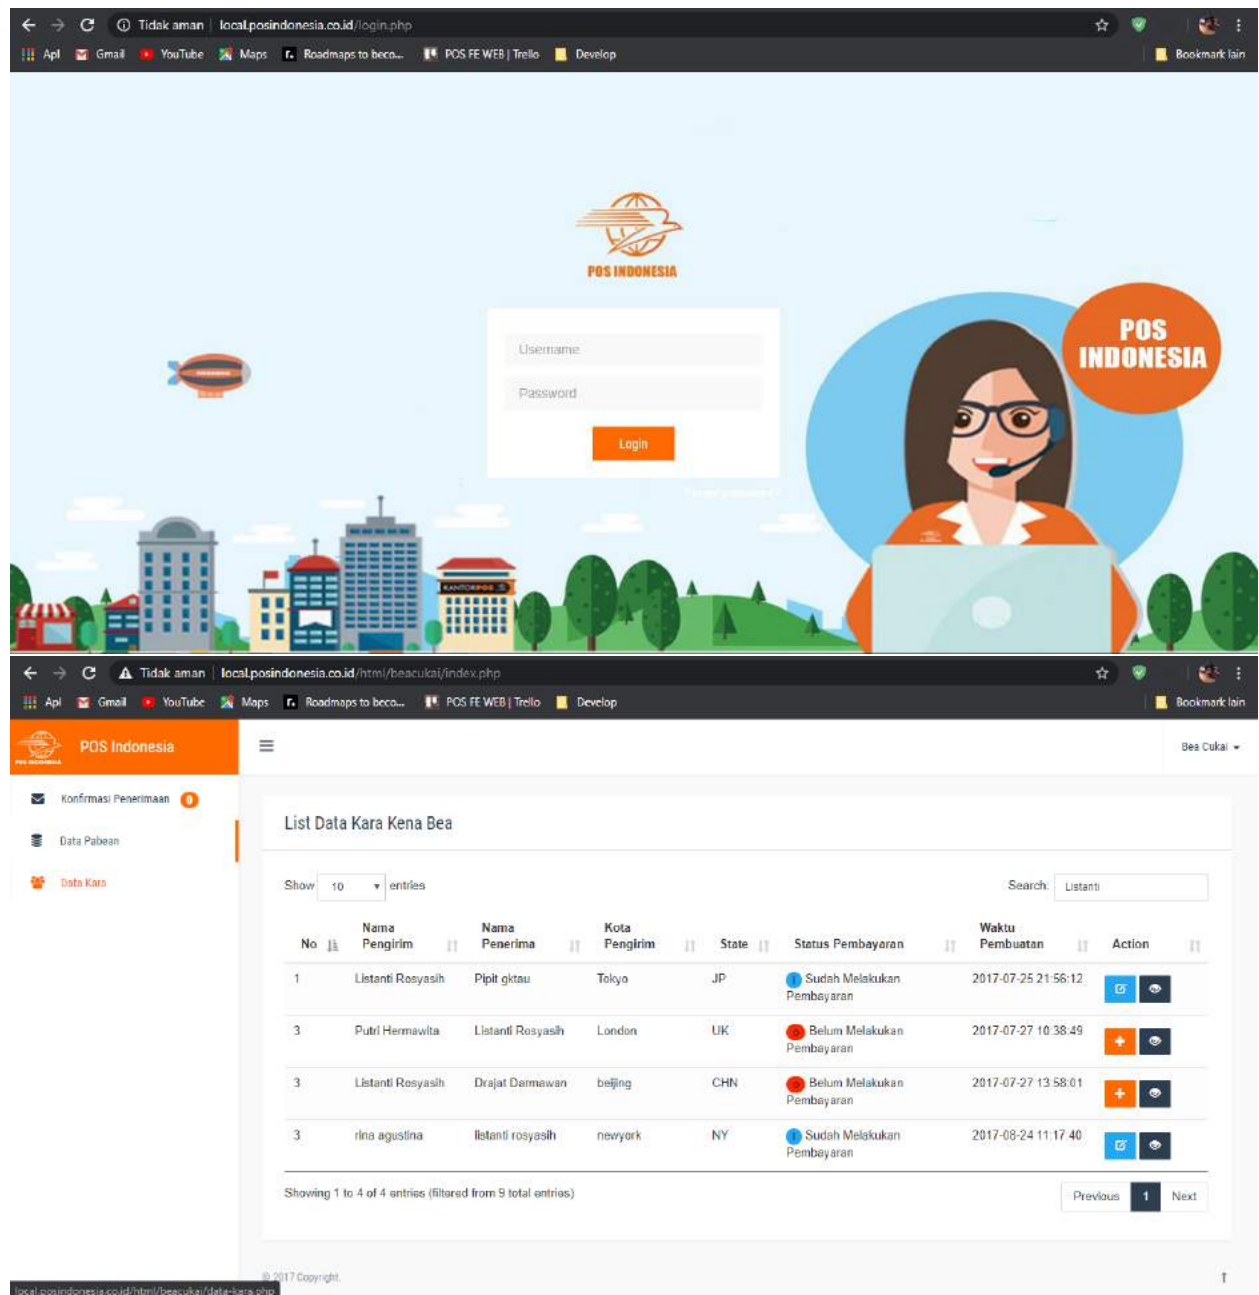 Tidak aman | local.posindonesia.co.id/login.php
Apl Gmail YouTube Maps Roadmaps to beco... POS FE WEB | Trello Develop Bookmark lain
POS INDONESIA
POS
INDONESIA
Username
Password
Login
KANTORPOS
Tidak aman | local.posindonesia.co.id/html/beacukai/index.php
Apl Gmail YouTube Maps Roadmaps to beco... POS FE WEB | Trello Develop Bookmark lain
POS INDONESIA
POS Indonesia
Bea Cukai
Konfirmasi Penerimaan 0
Data Pabean
Data Kara
List Data Kara Kena Bea
Show 10 entries
Search: Listanti
No Nama Pengirim Nama Penerima Kota Pengirim State Status Pembayaran Waktu Pembuatan Action
1 Listanti Rosyasih Pipit gktau Tokyo JP 1 Sudah Melakukan Pembayaran 2017-07-25 21:56:12
3 Putri Hermawita Listanti Rosyasih London UK 0 Belum Melakukan Pembayaran 2017-07-27 10:38:49
3 Listanti Rosyasih Drajat Darmawan beijing CHN 0 Belum Melakukan Pembayaran 2017-07-27 13:58:01
3 rina agustina listanti rosyasih newyork NY 1 Sudah Melakukan Pembayaran 2017-08-24 11:17:40
Showing 1 to 4 of 4 entries (filtered from 9 total entries)
Previous 1 Next
© 2017 Copyright.
local.posindonesia.co.id/html/beacukai/data-kara.php